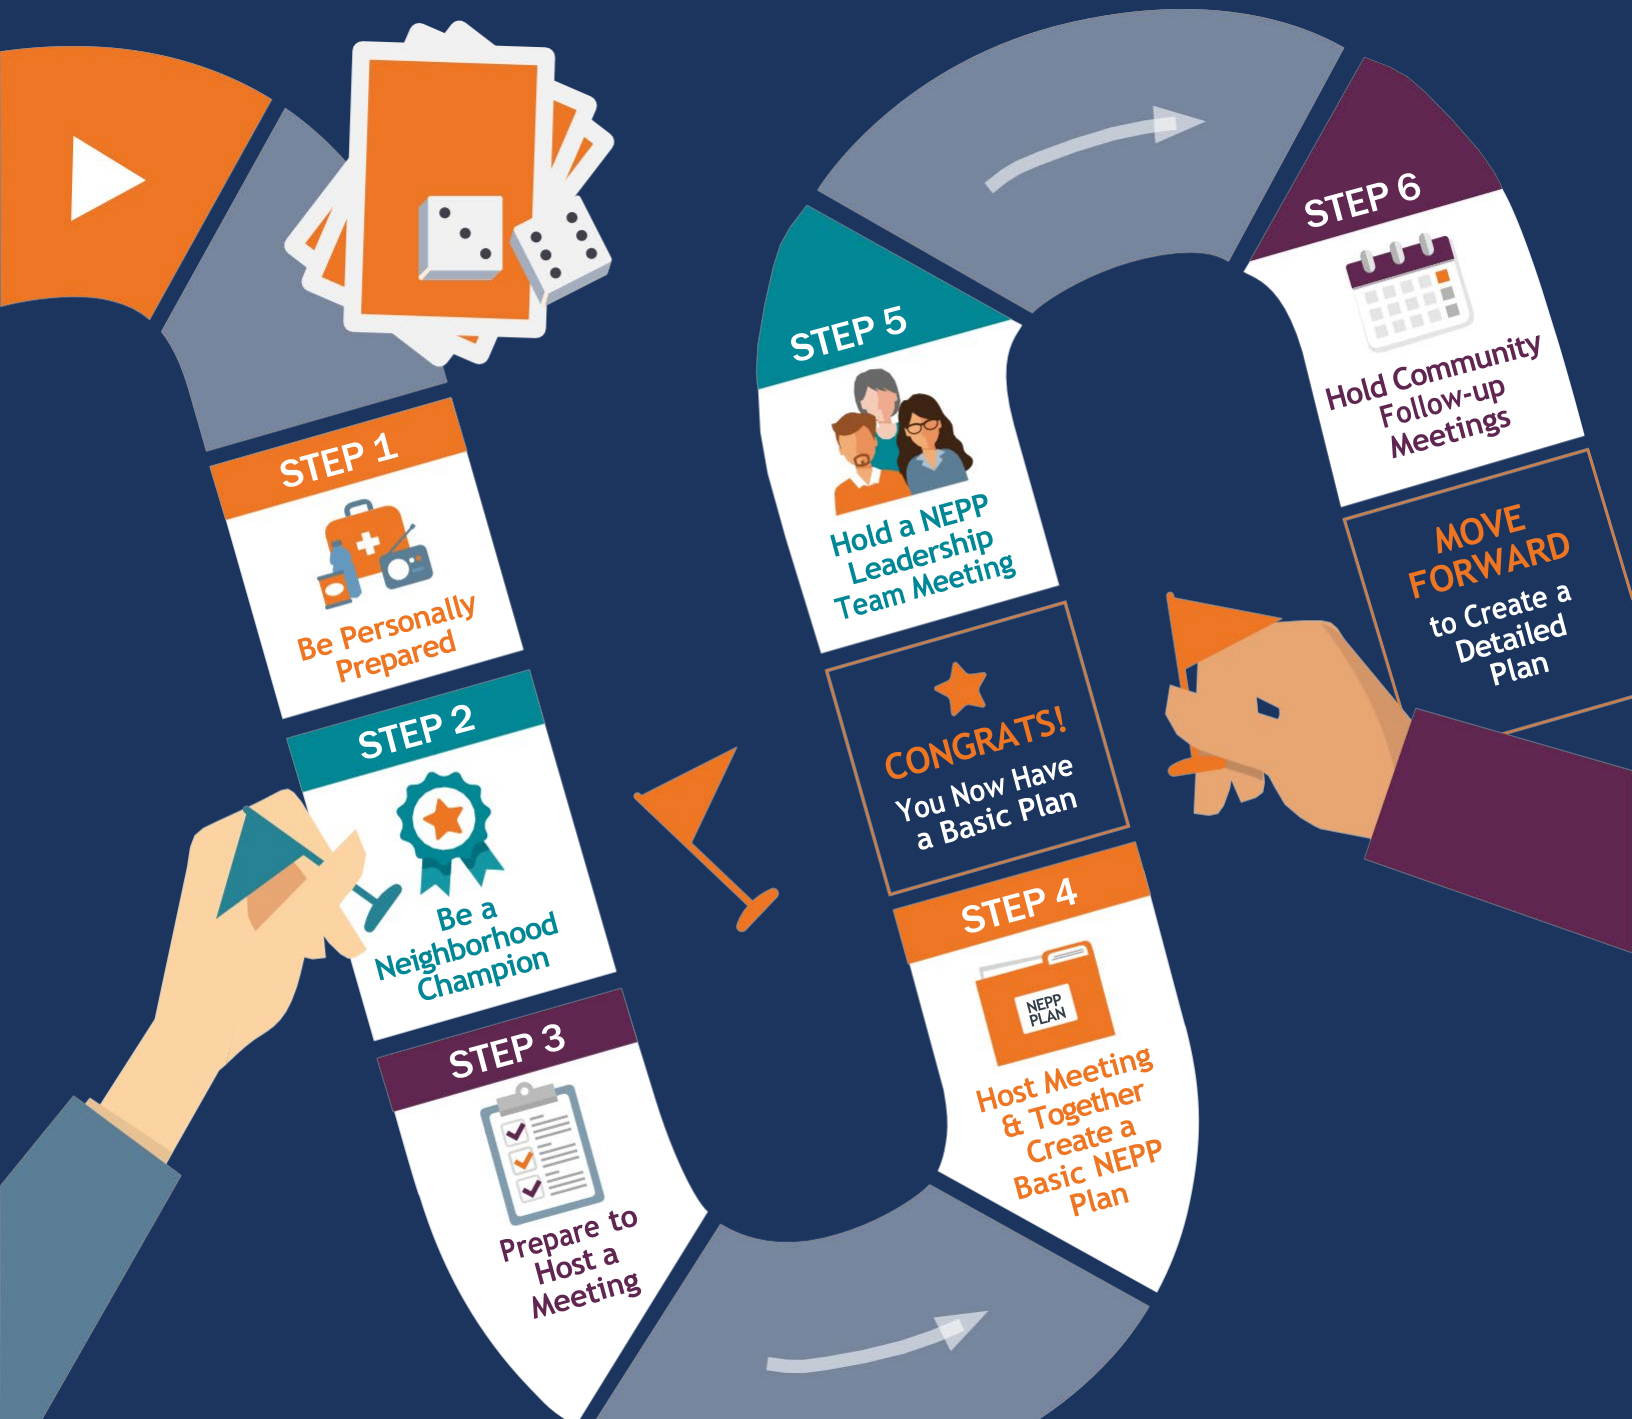 STEP 1
Be Personally
Prepared
STEP 2
Be a
Neighborhood
Champion
STEP 3
Prepare to
Host a
Meeting
STEP 4
NEPP
PLAN
Host Meeting
& Together
Create a
Basic NEPP
Plan
CONGRATS!
You Now Have
a Basic Plan
STEP 5
Hold a NEPP
Leadership
Team Meeting
STEP 6
Hold Community
Follow-up
Meetings
MOVE
FORWARD
to Create a
Detailed
Plan